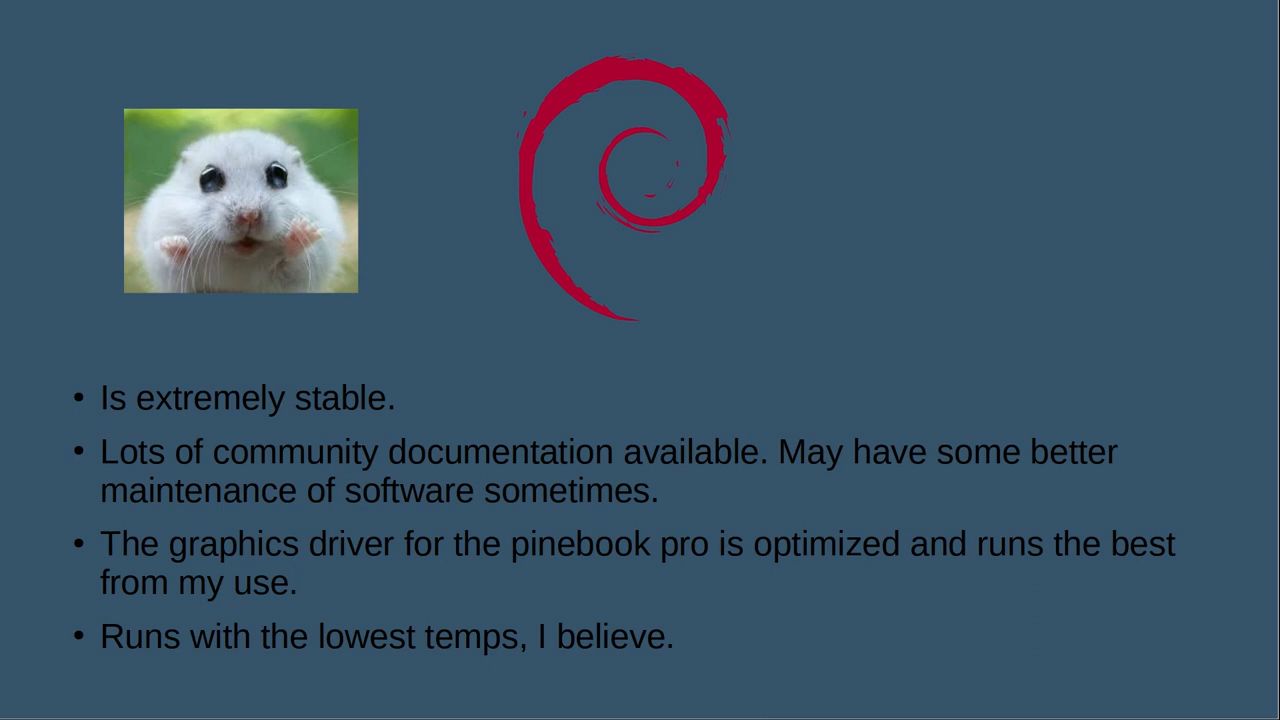 • Is extremely stable.
• Lots of community documentation available. May have some better
maintenance of software sometimes.
• The graphics driver for the pinebook pro is optimized and runs the best
from my use.
• Runs with the lowest temps, I believe.